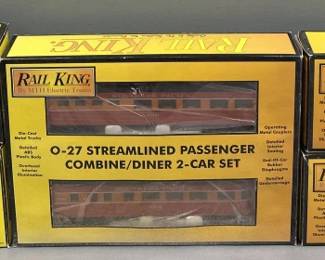 RAIL KING
RAIL KING
By MTH Electric Trains
Die-Cast
Metal Trucks
Detailed
ABS
Plastic Body
Overhead
Interior
Illumination
O-27 STREAMLINED PASSENGER
COMBINE/DINER 2-CAR SET
Operating
Metal Couplers
Detailed
Interior
Seating
End-Of-Car
Rubber
Diaphragms
Detailed
Undercarriage